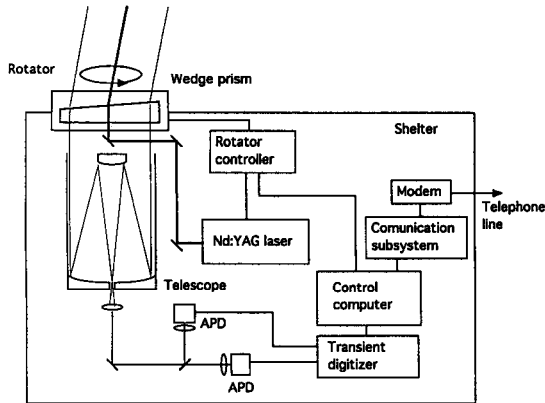 Rotator
Wedge prism
Shelter
Rotator
controller
Modem
Telephone
line
Comunication
subsystem
Nd:YAG laser
Telescope
Control
computer
APD
Transient
digitizer
APD